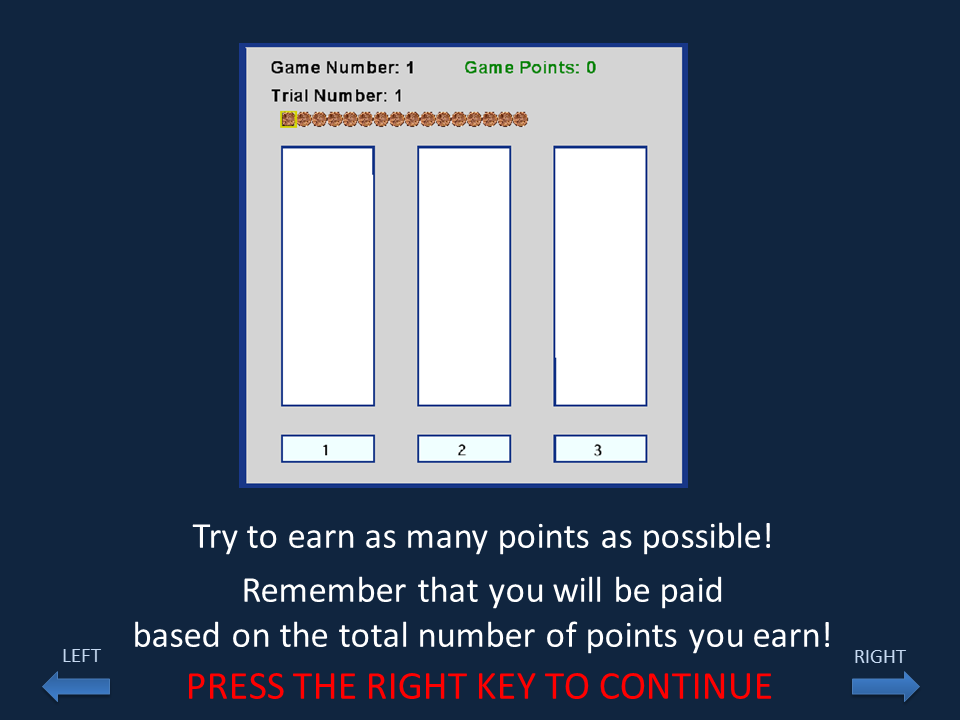 Game Number: 1 Game Points: 0
Trial Number: 1
1 2 3
Try to earn as many points as possible!
Remember that you will be paid
based on the total number of points you earn!
LEFT RIGHT
PRESS THE RIGHT KEY TO CONTINUE